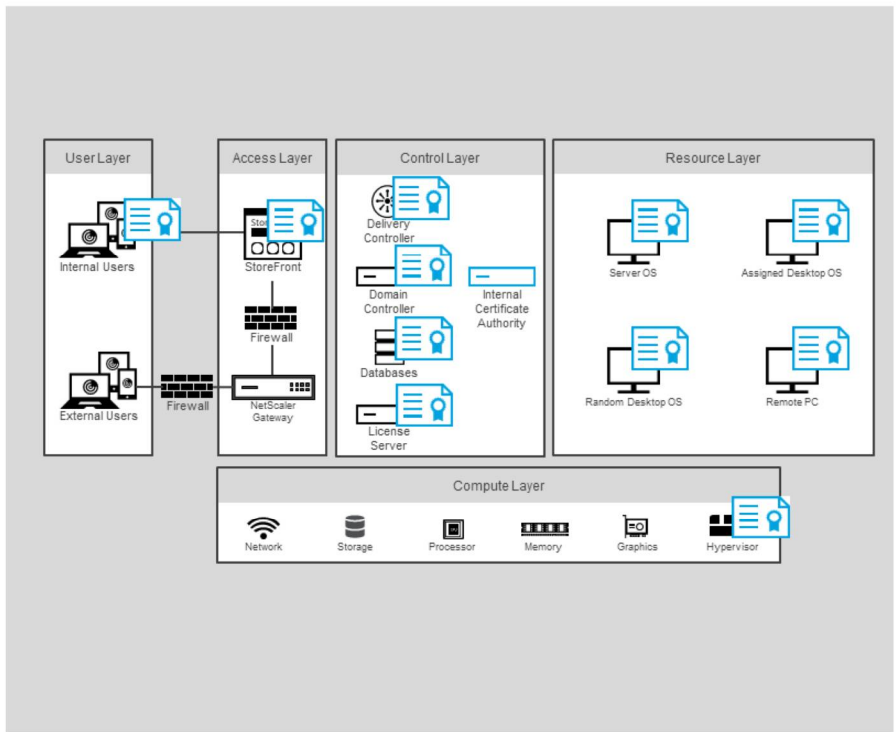 User Layer
Internal Users
External Users
Firewall
Access Layer
StoreFront
Firewall
NetScaler
Gateway
Control Layer
Delivery
Controller
Domain
Controller
Databases
License
Server
Internal
Certificate
Authority
Resource Layer
Server OS
Assigned Desktop OS
Random Desktop OS
Remote PC
Compute Layer
Network
Storage
Processor
Memory
Graphics
Hypervisor